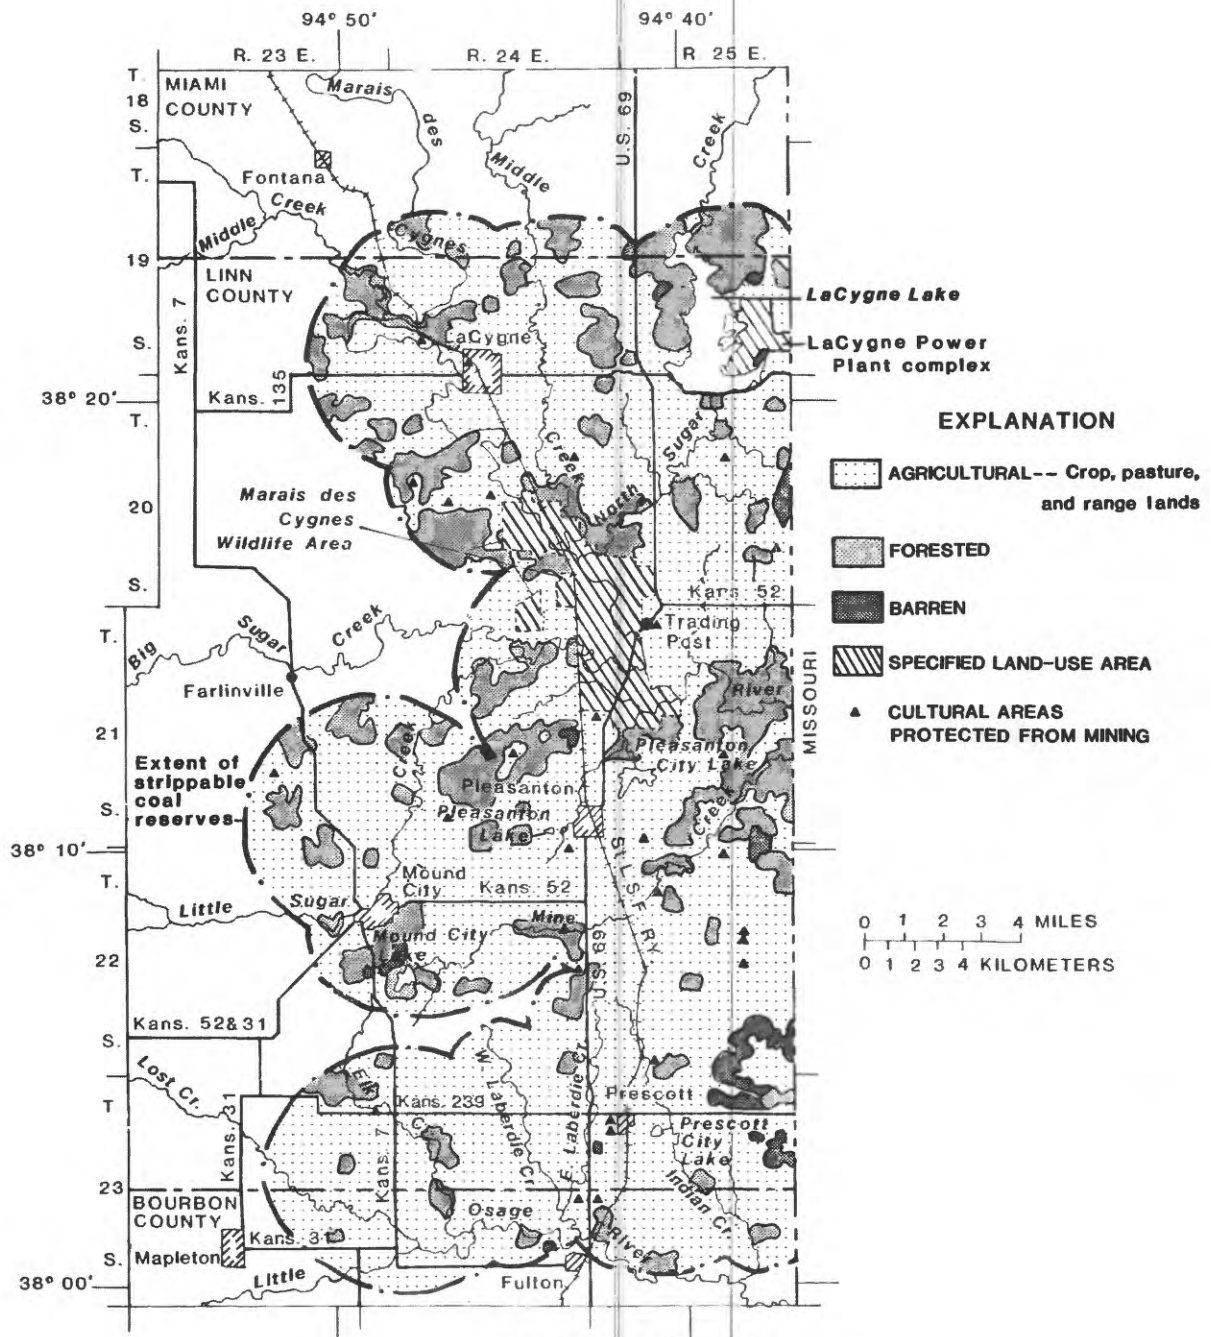 94° 50′
94° 40′
R. 23 E.
R. 24 E.
R. 25 E.
T.
18
S.
MIAMI
COUNTY
Marais
des
Middle
U.S. 69
Creek
T.
Fontana
Creek
Middle
Cygnes
19
LINN
COUNTY
Kans. 7
LaCygne Lake
S.
LaCygne
LaCygne Power
Plant complex
Kans. 135
38° 20′
T.
EXPLANATION
Creek
Sugar
North
AGRICULTURAL-- Crop, pasture,
and range lands
20
Marais des
Cygnes
Wildlife Area
FORESTED
S.
Kans. 52
BARREN
T.
Trading
Post
Big
Sugar
Creek
MISSOURI
SPECIFIED LAND-USE AREA
Farlinville
River
CULTURAL AREAS
PROTECTED FROM MINING
21
Creek
Pleasanton
City Lake
Extent of
strippable
coal
reserves
Pleasanton
Pleasanton
Lake
Creek
S.
38° 10′
T.
StLSF RY
Mound
City
Kans. 52
Little
Sugar
Mine
Mound City
Lake
0 1 2 3 4 MILES
0 1 2 3 4 KILOMETERS
22
U.S. 69
Kans. 52&31
S.
Lost Cr.
Elk
Cr.
W. Laberdie Cr.
E. Laberdie Cr.
Prescott
T
Kans. 31
Kans. 239
Kans. 7
Prescott
City
Lake
23
BOURBON
COUNTY
Indian Cr.
Osage
River
Kans. 31
S.
Mapleton
Little
Fulton
38° 00′